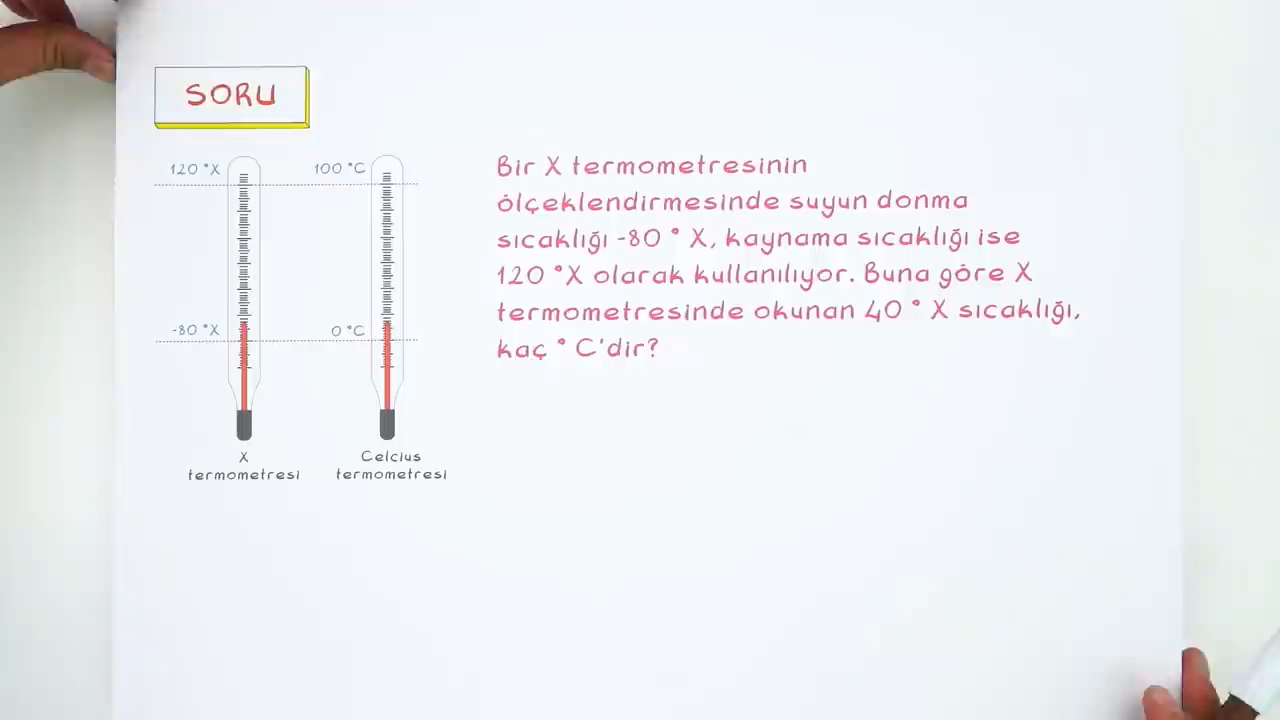 SORU
120 °X
100 °C
-80 °X
0 °C
X
termometresi
Celcius
termometresi
Bir X termometresinin
ölçeklendirmesinde suyun donma
sıcaklığı -80 ° X, kaynama sıcaklığı ise
120 °X olarak kullanılıyor. Buna göre X
termometresinde okunan 40 ° X sıcaklığı,
kaç ° C'dir?